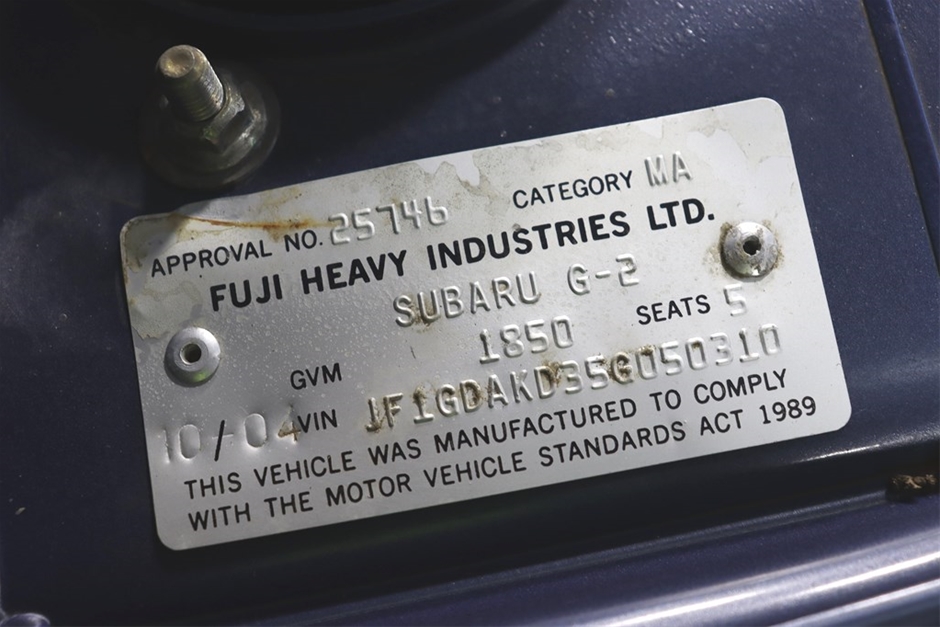 APPROVAL NO. 25746 CATEGORY MA
FUJI HEAVY INDUSTRIES LTD.
SUBARU G-2
GVM 1850 SEATS 5
10/04 VIN JF1GDAKD35G050310
THIS VEHICLE WAS MANUFACTURED TO COMPLY
WITH THE MOTOR VEHICLE STANDARDS ACT 1989